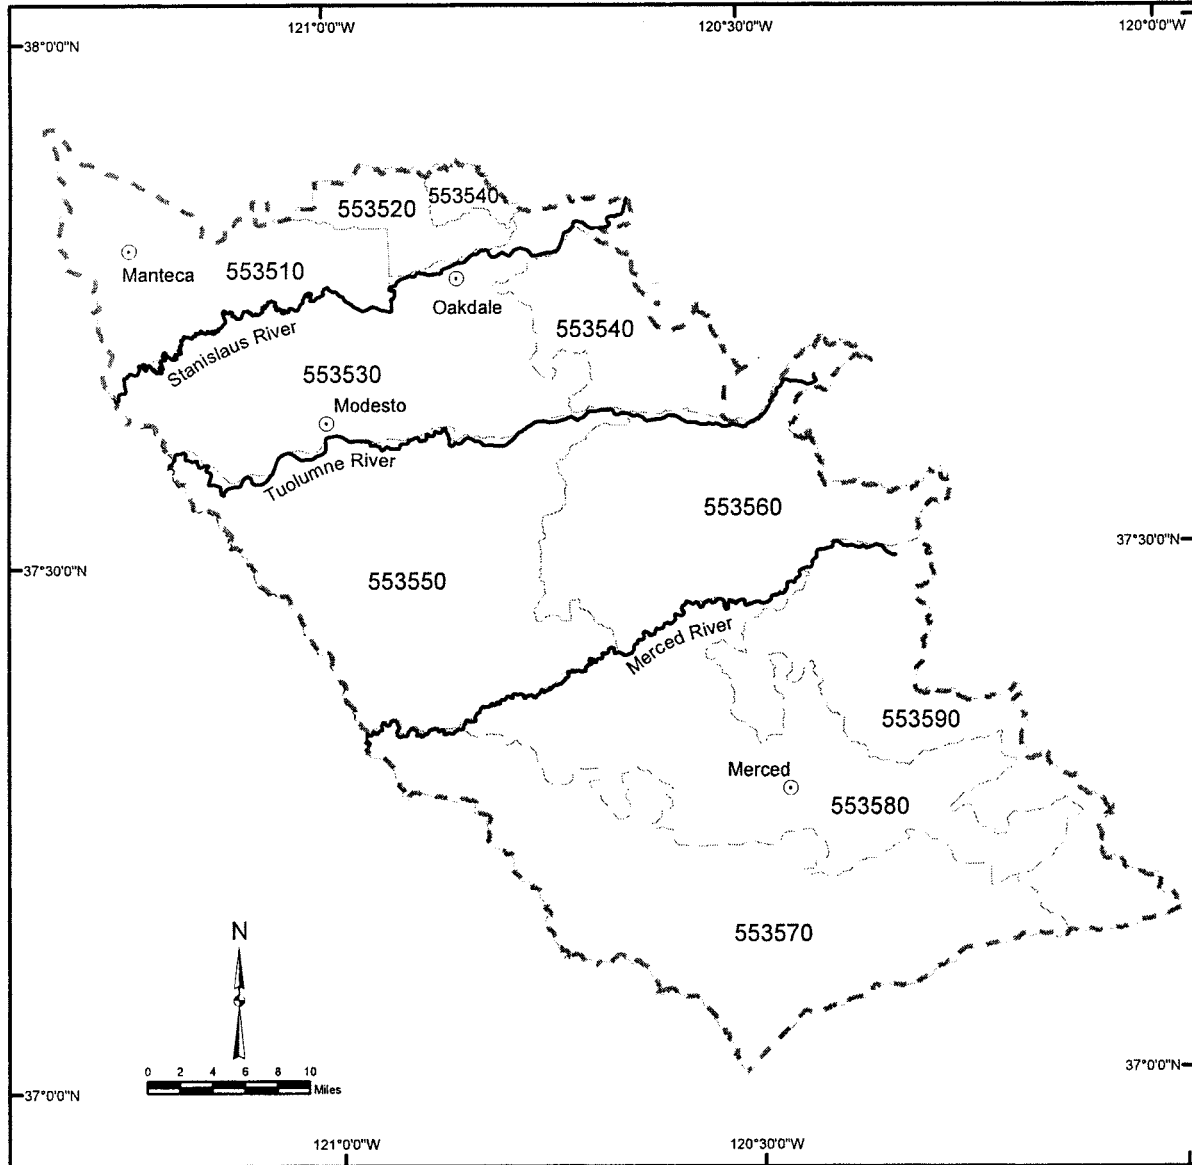 121°0'0"W
120°30'0"W
120°0'0"W
38°0'0"N
553540
553520
Manteca
553510
Oakdale
553540
Stanislaus River
553530
Modesto
Tuolumne River
553560
37°30'0"N
37°30'0"N
553550
Merced River
553590
Merced
553580
N
553570
0 2 4 6 8 10
Miles
37°0'0"N
37°0'0"N
121°0'0"W
120°30'0"W